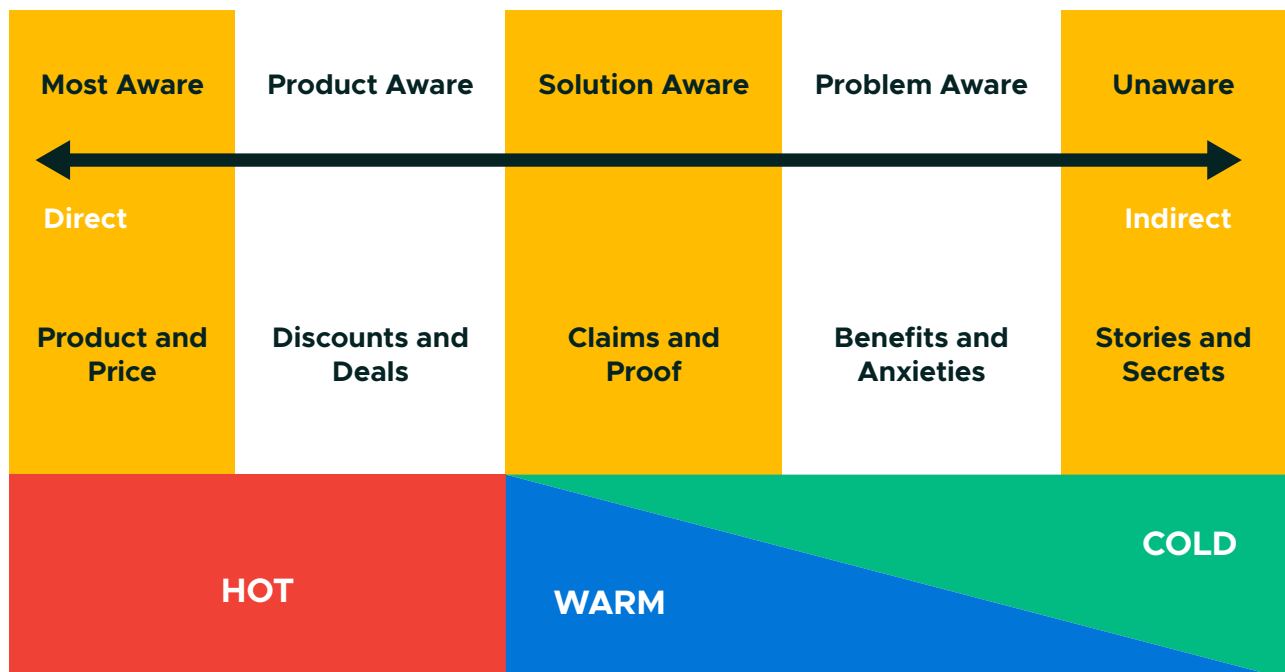 Most Aware
Product Aware
Solution Aware
Problem Aware
Unaware
Direct
Indirect
Product and
Price
Discounts and
Deals
Claims and
Proof
Benefits and
Anxieties
Stories and
Secrets
HOT
WARM
COLD